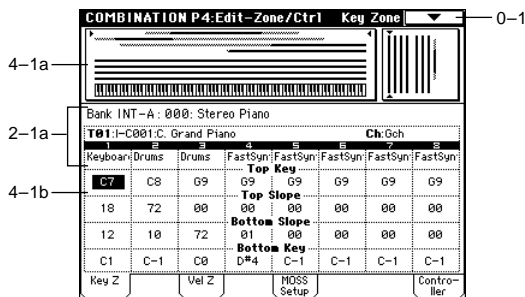 COMBINATION P4:Edit-Zone/Ctrl Key Zone
0–1
4–1a
Bank INT-A: 000: Stereo Piano
2–1a
T01:I-C001:C. Grand Piano Ch:Gch
1 2 3 4 5 6 7 8
Keyboar Drums Drums FastSyn FastSyn FastSyn FastSyn FastSyn
Top Key
4–1b
C7 C8 G9 G9 G9 G9 G9 G9
Top Slope
18 72 00 00 00 00 00 00
Bottom Slope
12 10 72 01 00 00 00 00
Bottom Key
C1 C-1 C0 D#4 C-1 C-1 C-1 C-1
Key Z Vel Z MOSS Setup Contro-ller